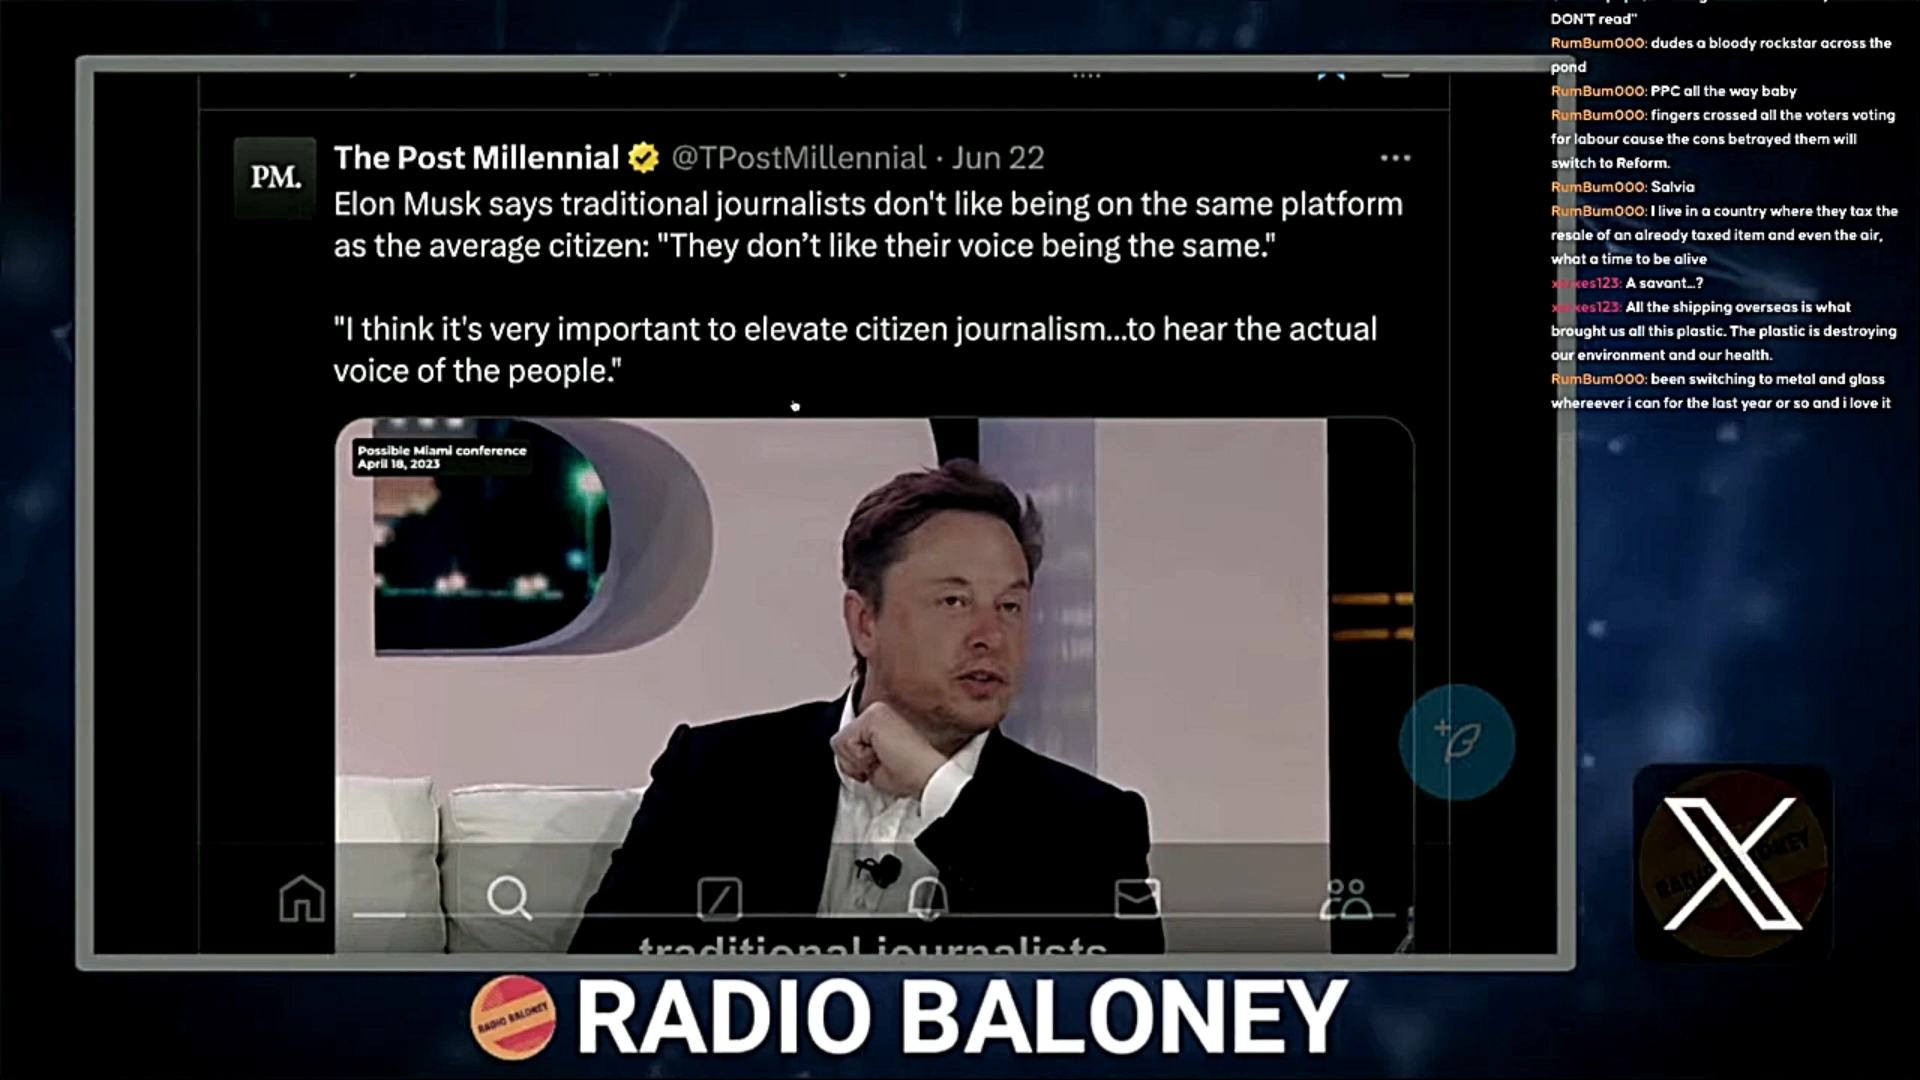 DON'T read"
RumBum000: dudes a bloody rockstar across the
pond
RumBum000: PPC all the way baby
RumBum000: fingers crossed all the voters voting
for labour cause the cons betrayed them will
switch to Reform.
RumBum000: Salvia
RumBum000: I live in a country where they tax the
resale of an already taxed item and even the air,
what a time to be alive
xerxes123: A savant...?
xerxes123: All the shipping overseas is what
brought us all this plastic. The plastic is destroying
our environment and our health.
RumBum000: been switching to metal and glass
whereever i can for the last year or so and i love it
PM.
The Post Millennial @TPostMillennial · Jun 22
Elon Musk says traditional journalists don't like being on the same platform
as the average citizen: "They don’t like their voice being the same."
"I think it's very important to elevate citizen journalism...to hear the actual
voice of the people."
Possible Miami conference
April 18, 2023
traditional journalists
RADIO BALONEY
RADIO BALONEY